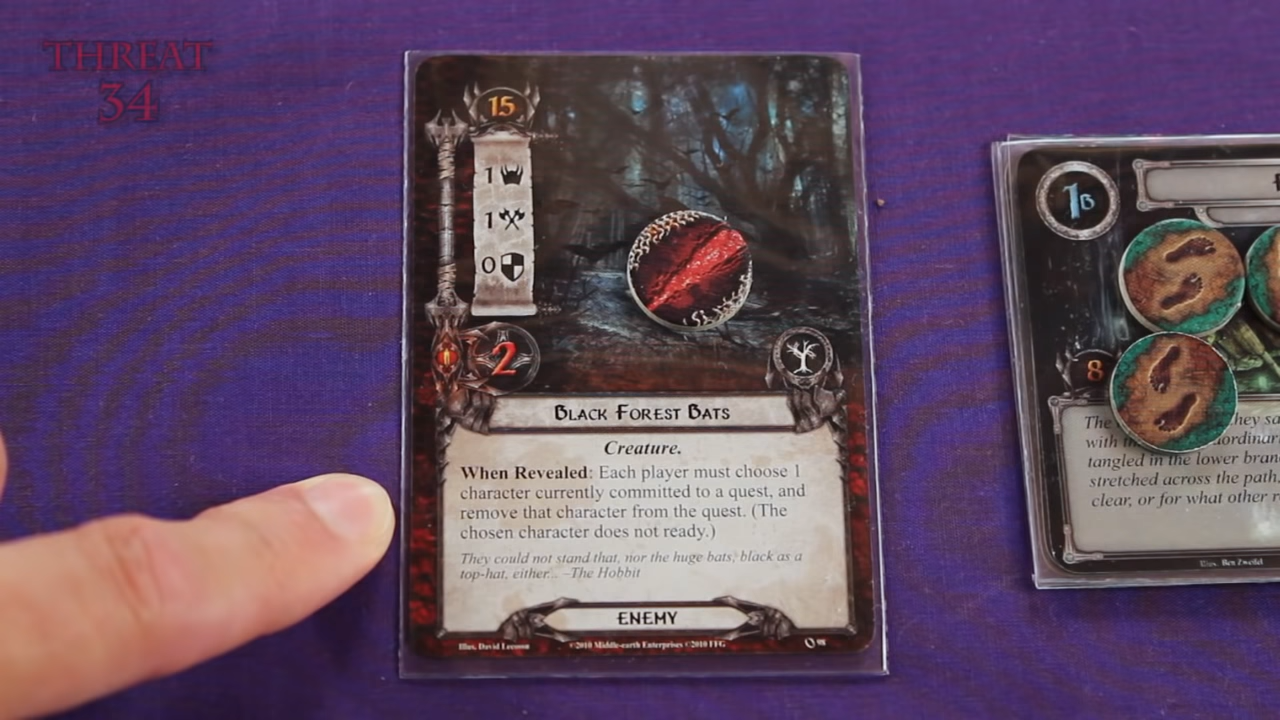 THREAT
34
15
1
1
0
2
BLACK FOREST BATS
Creature.
When Revealed: Each player must choose 1
character currently committed to a quest, and
remove that character from the quest. (The
chosen character does not ready.)
They could not stand that, nor the huge bats, black as a
top-hat, either... –The Hobbit
ENEMY
Illus. David Lecossu ©2010 Middle-earth Enterprises ©2010 FFG 98
1B
8
The they
with
tangled in the lower
stretched across the path,
clear, or for what other
Illus. Ben Zweifel